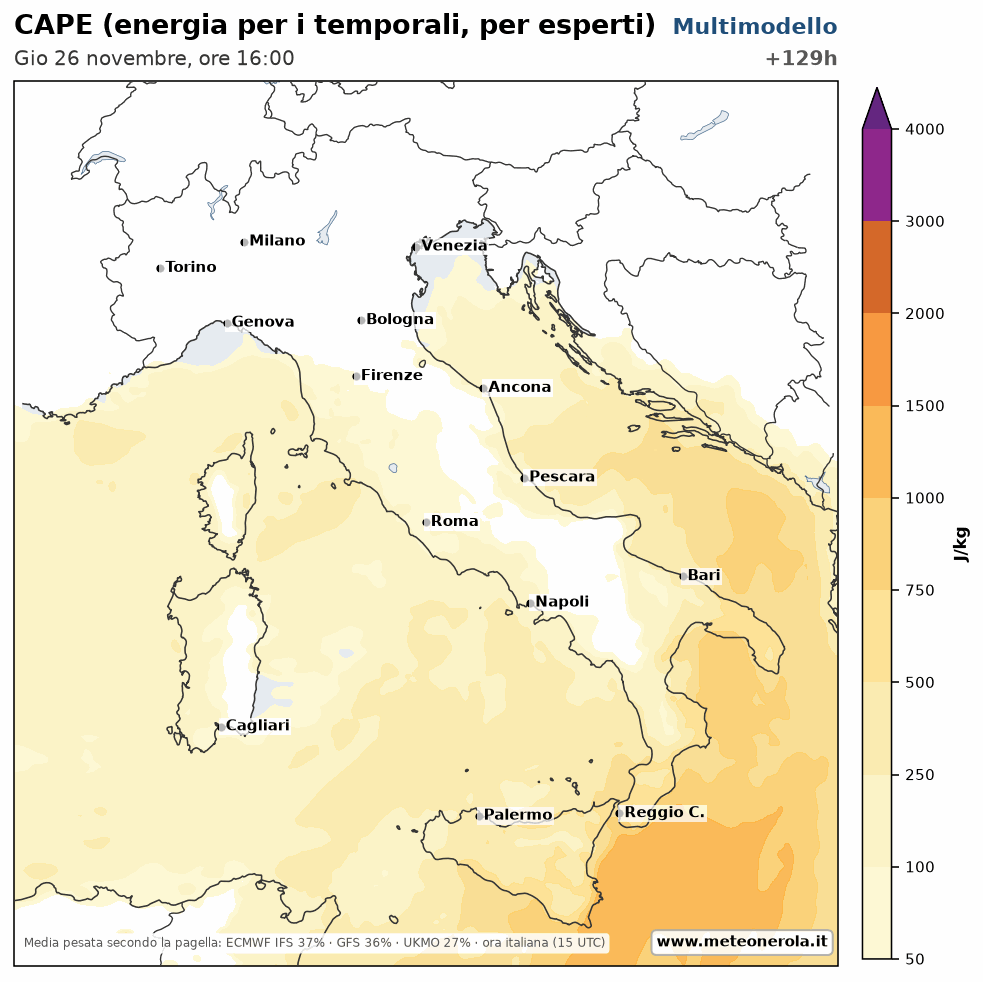 CAPE (energia per i temporali, per esperti) Multimodello
Gio 26 novembre, ore 16:00 +129h
4000
3000
2000
1500
1000
750
500
250
100
50
J/kg
Milano
Venezia
Torino
Genova
Bologna
Firenze
Ancona
Pescara
Roma
Bari
Napoli
Cagliari
Palermo
Reggio C.
Media pesata secondo la pagella: ECMWF IFS 37% · GFS 36% · UKMO 27% · ora italiana (15 UTC)
www.meteonerola.it